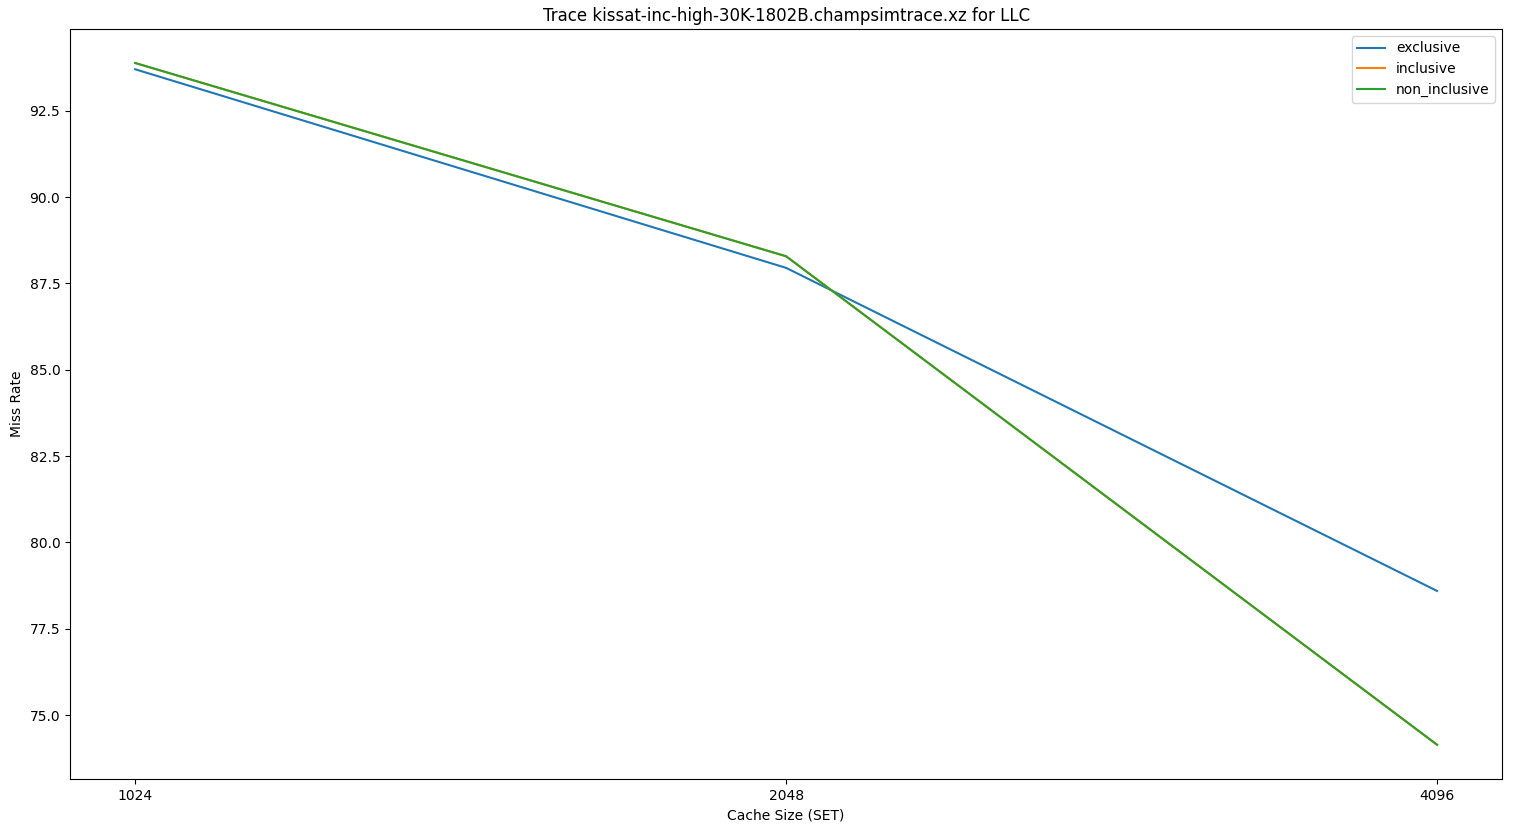 Trace kissat-inc-high-30K-1802B.champsimtrace.xz for LLC
exclusive
inclusive
non_inclusive
Miss Rate
92.5
90.0
87.5
85.0
82.5
80.0
77.5
75.0
1024 2048 4096
Cache Size (SET)